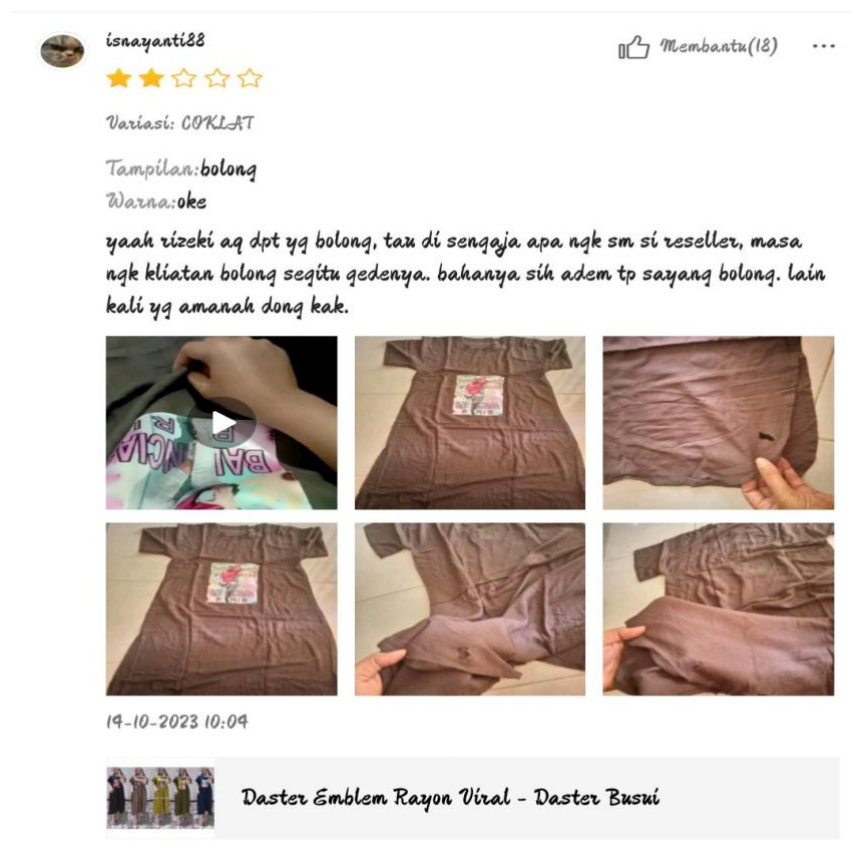 isnayanti88
Membantu(18)
Variasi: COKLAT
Tampilan:bolong
Warna:oke
yaah rizeki aq dpt yg bolong, tau di sengaja apa ngk sm si reseller, masa
ngk kliatan bolong segitu gedenya. bahanya sih adem tp sayang bolong. lain
kali yg amanah dong kak.
14-10-2023 10:04
Daster Emblem Rayon Viral - Daster Busui